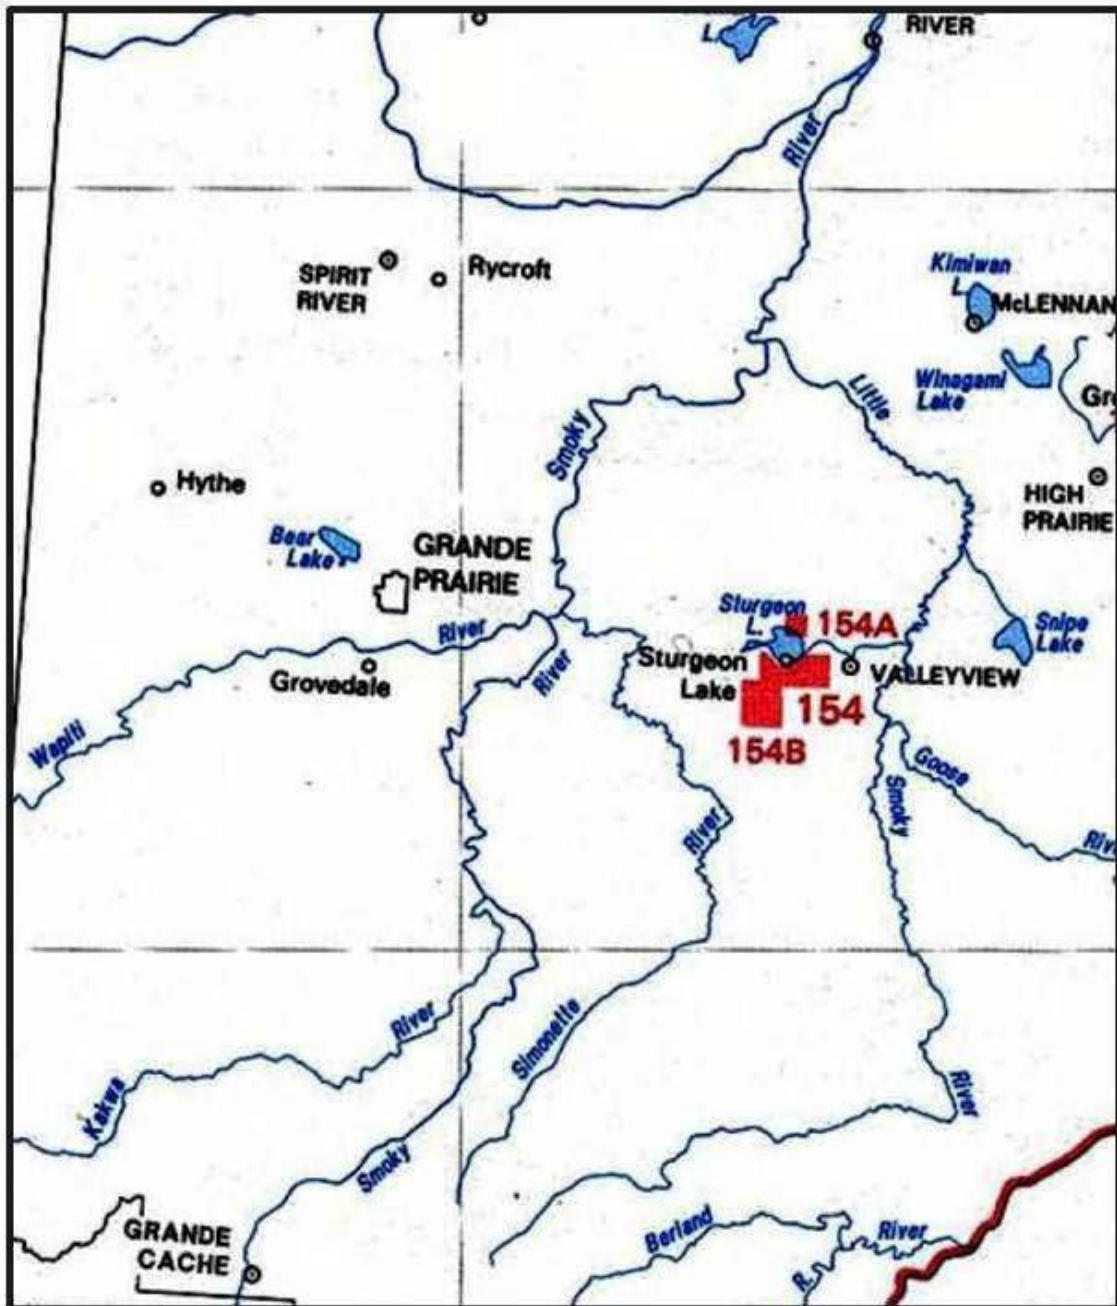 RIVER
L.
River
SPIRIT
RIVER
Rycroft
Kimiwan
L.
McLENNAN
Winagami
Lake
Little
Smoky
Hythe
HIGH
PRAIRIE
Bear
Lake
GRANDE
PRAIRIE
Sturgeon
L.
154A
Snipe
Lake
River
Sturgeon
Lake
VALLEYVIEW
Grovedale
River
154
Wapiti
154B
Goose
Smoky
River
River
Simonette
Kakwa
River
Smoky
GRANDE
CACHE
Berland
River
R.